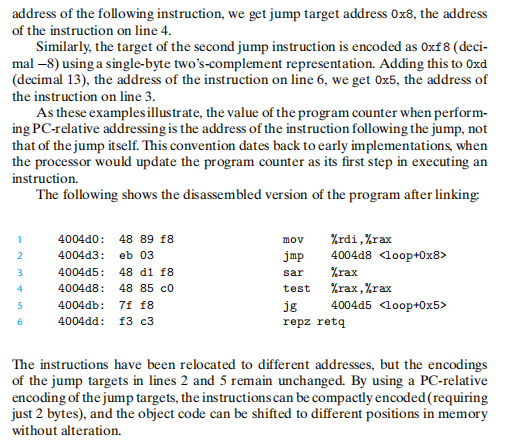 address of the following instruction, we get jump target address 0x8, the address
of the instruction on line 4.
Similarly, the target of the second jump instruction is encoded as 0xf8 (deci-
mal −8) using a single-byte two's-complement representation. Adding this to 0xd
(decimal 13), the address of the instruction on line 6, we get 0x5, the address of
the instruction on line 3.
As these examples illustrate, the value of the program counter when perform-
ing PC-relative addressing is the address of the instruction following the jump, not
that of the jump itself. This convention dates back to early implementations, when
the processor would update the program counter as its first step in executing an
instruction.
The following shows the disassembled version of the program after linking:
1 4004d0: 48 89 f8 mov %rdi,%rax
2 4004d3: eb 03 jmp 4004d8 <loop+0x8>
3 4004d5: 48 d1 f8 sar %rax
4 4004d8: 48 85 c0 test %rax,%rax
5 4004db: 7f f8 jg 4004d5 <loop+0x5>
6 4004dd: f3 c3 repz retq
The instructions have been relocated to different addresses, but the encodings
of the jump targets in lines 2 and 5 remain unchanged. By using a PC-relative
encoding of the jump targets, the instructions can be compactly encoded (requiring
just 2 bytes), and the object code can be shifted to different positions in memory
without alteration.